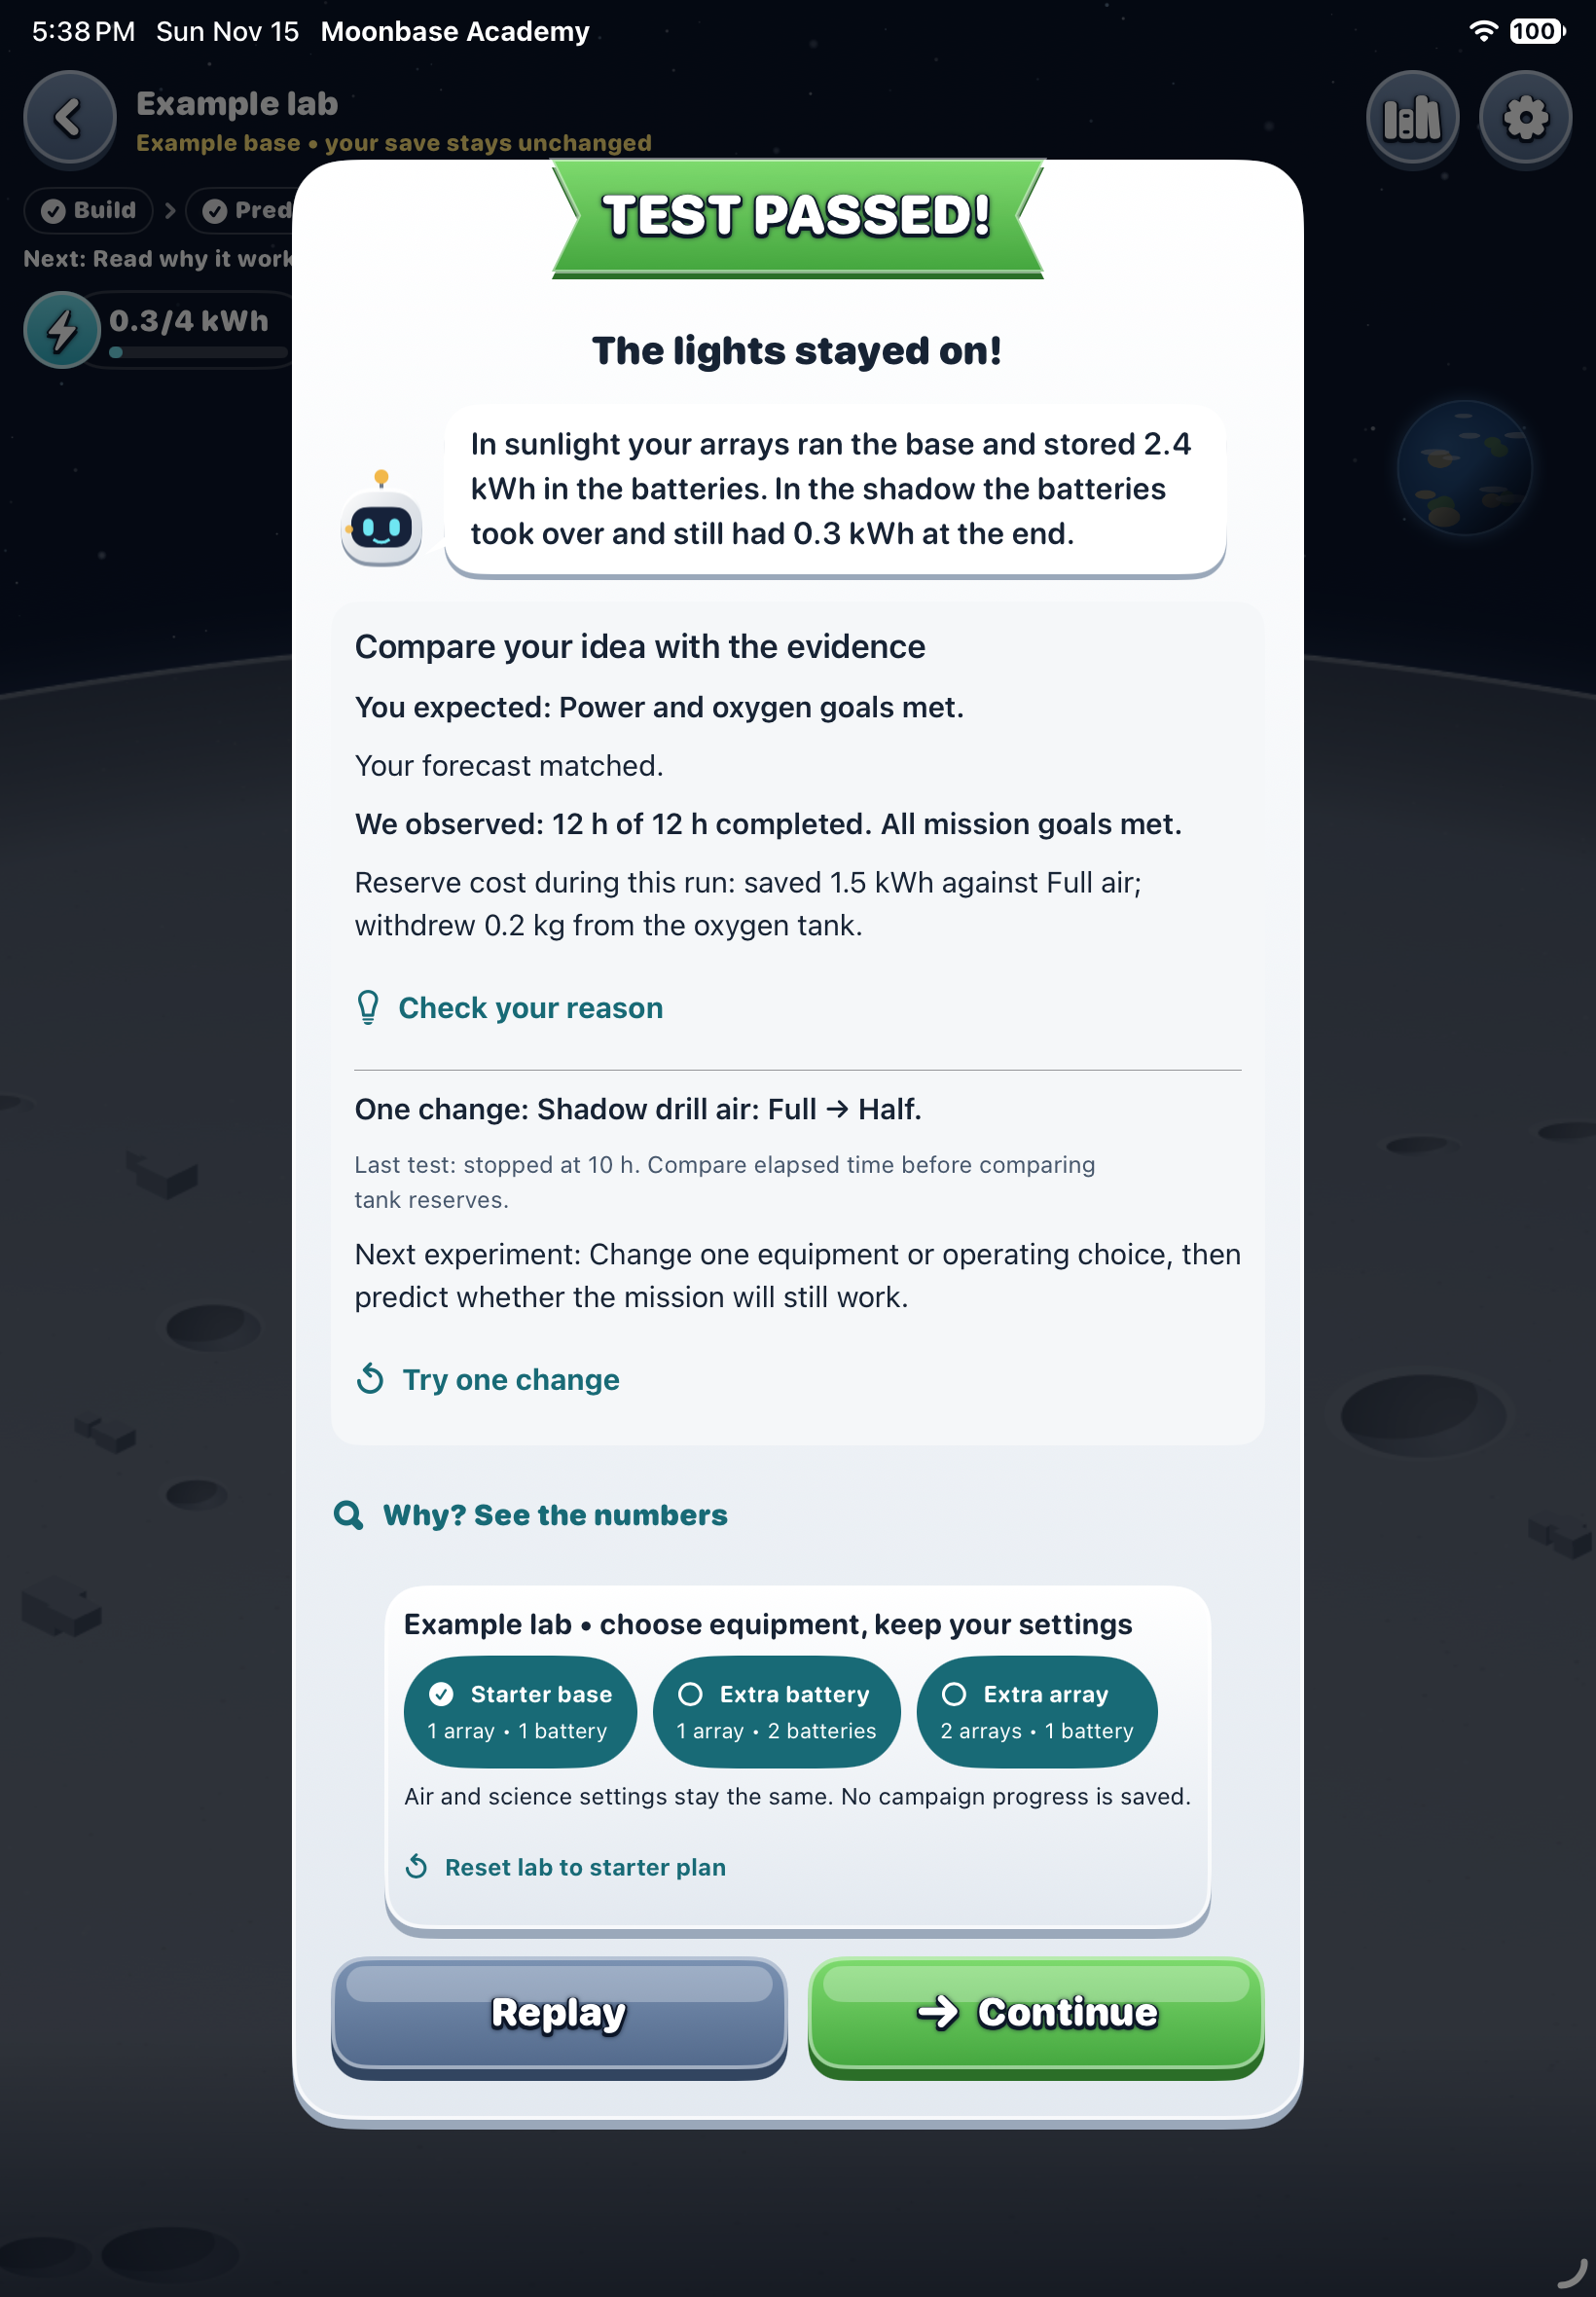 5:38 PM Sun Nov 15 Moonbase Academy
100
Example lab
Example base • your save stays unchanged
Build
Pred
Next: Read why it work
0.3/4 kWh
TEST PASSED!
The lights stayed on!
In sunlight your arrays ran the base and stored 2.4
kWh in the batteries. In the shadow the batteries
took over and still had 0.3 kWh at the end.
Compare your idea with the evidence
You expected: Power and oxygen goals met.
Your forecast matched.
We observed: 12 h of 12 h completed. All mission goals met.
Reserve cost during this run: saved 1.5 kWh against Full air;
withdrew 0.2 kg from the oxygen tank.
Check your reason
One change: Shadow drill air: Full → Half.
Last test: stopped at 10 h. Compare elapsed time before comparing
tank reserves.
Next experiment: Change one equipment or operating choice, then
predict whether the mission will still work.
Try one change
Why? See the numbers
Example lab • choose equipment, keep your settings
Starter base
1 array • 1 battery
Extra battery
1 array • 2 batteries
Extra array
2 arrays • 1 battery
Air and science settings stay the same. No campaign progress is saved.
Reset lab to starter plan
Replay
→ Continue